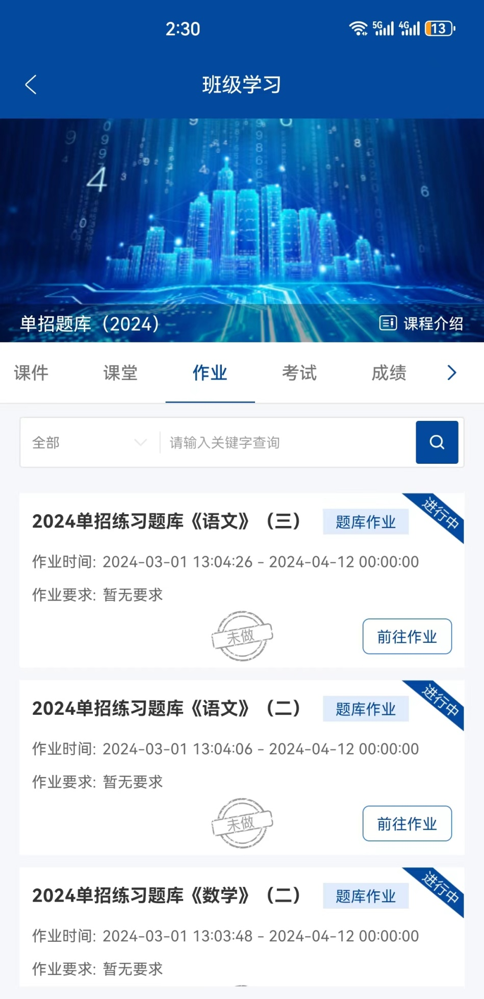 2:30
5G 4G 13
班级学习
单招题库（2024）
课程介绍
课件 课堂 作业 考试 成绩
全部 请输入关键字查询
2024单招练习题库《语文》（三） 题库作业 进行中
作业时间: 2024-03-01 13:04:26 - 2024-04-12 00:00:00
作业要求: 暂无要求
未做
前往作业
2024单招练习题库《语文》（二） 题库作业 进行中
作业时间: 2024-03-01 13:04:06 - 2024-04-12 00:00:00
作业要求: 暂无要求
未做
前往作业
2024单招练习题库《数学》（二） 题库作业 进行中
作业时间: 2024-03-01 13:03:48 - 2024-04-12 00:00:00
作业要求: 暂无要求